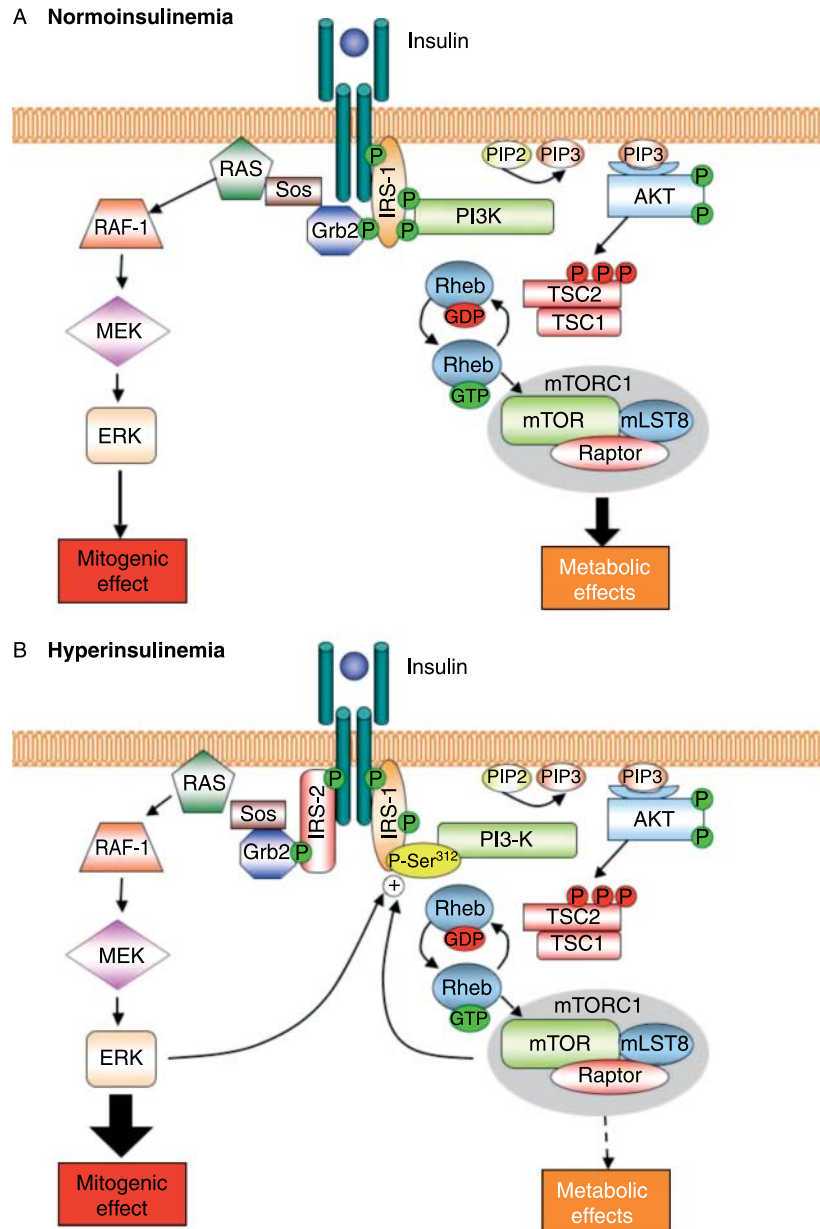 A Normoinsulinemia
Insulin
RAS
Sos
Grb2
P
P
IRS-1
P
P
PI3K
PIP2
PIP3
PIP3
AKT
P
P
RAF-1
MEK
ERK
Mitogenic
effect
Rheb
GDP
Rheb
GTP
P P P
TSC2
TSC1
mTORC1
mTOR
mLST8
Raptor
Metabolic
effects
B Hyperinsulinemia
Insulin
RAS
Sos
Grb2
P
IRS-2
P
P
IRS-1
P
P-Ser³¹²
+
PI3-K
PIP2
PIP3
PIP3
AKT
P
P
RAF-1
MEK
ERK
Mitogenic
effect
Rheb
GDP
Rheb
GTP
P P P
TSC2
TSC1
mTORC1
mTOR
mLST8
Raptor
Metabolic
effects